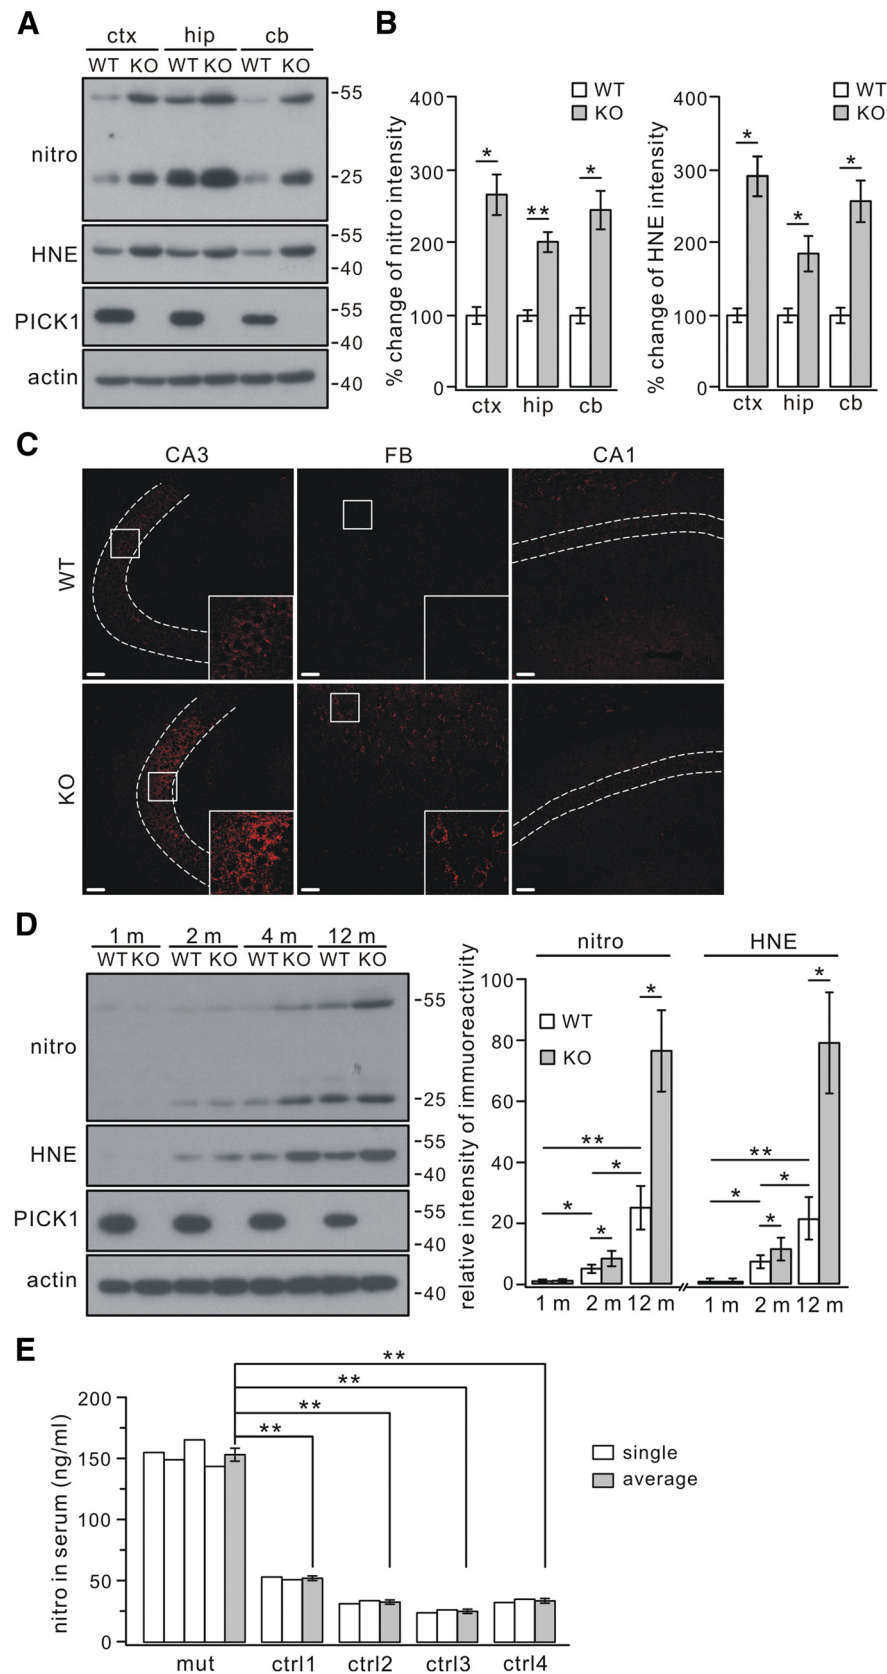 A
ctx hip cb
WT KO WT KO WT KO
nitro
-55
-25
HNE
-55
-40
PICK1
-55
-40
actin
-40
B
% change of nitro intensity
400
300
200
100
0
WT
KO
* ** *
ctx hip cb
% change of HNE intensity
400
300
200
100
0
WT
KO
* * *
ctx hip cb
C
CA3 FB CA1
WT
KO
D
1 m 2 m 4 m 12 m
WT KO WT KO WT KO WT KO
nitro
-55
-25
HNE
-55
-40
PICK1
-55
-40
actin
-40
relative intensity of immuoreactivity
nitro HNE
100
80
60
40
20
0
WT
KO
* *
** **
* *
* *
* *
1 m 2 m 12 m 1 m 2 m 12 m
E
nitro in serum (ng/ml)
200
150
100
50
0
**
**
**
**
single
average
mut ctrl1 ctrl2 ctrl3 ctrl4